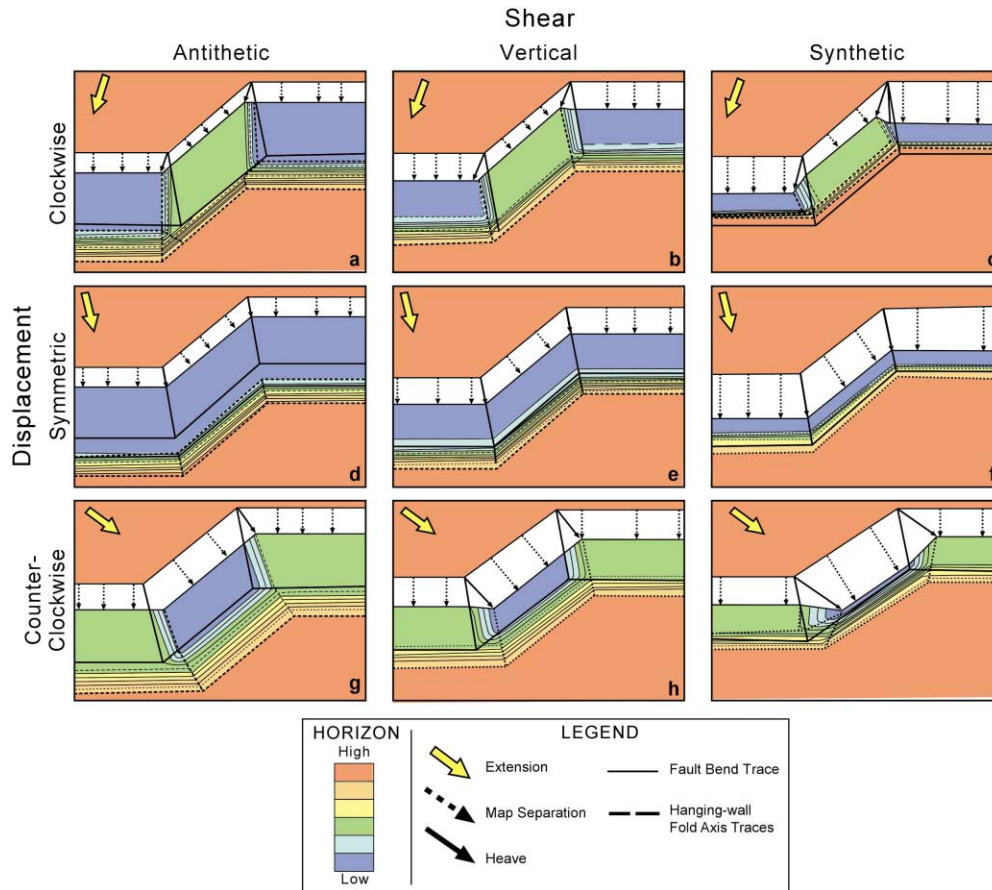 Shear
Antithetic Vertical Synthetic
Displacement
Clockwise
Symmetric
Counter-
Clockwise
a
b
c
d
e
f
g
h
HORIZON
High
Low
LEGEND
Extension
Map Separation
Heave
Fault Bend Trace
Hanging-wall
Fold Axis Traces